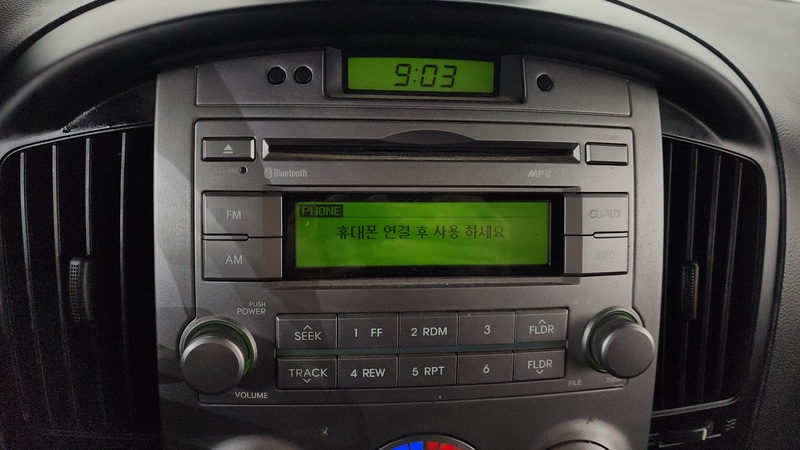 9:03
Bluetooth
MP3
FM
PHONE
휴대폰 연결 후 사용 하세요
CD/AUX
AM
INFO
PUSH
POWER
SEEK
1 FF
2 RDM
3
FLDR
TRACK
4 REW
5 RPT
6
FLDR
VOLUME
FILE